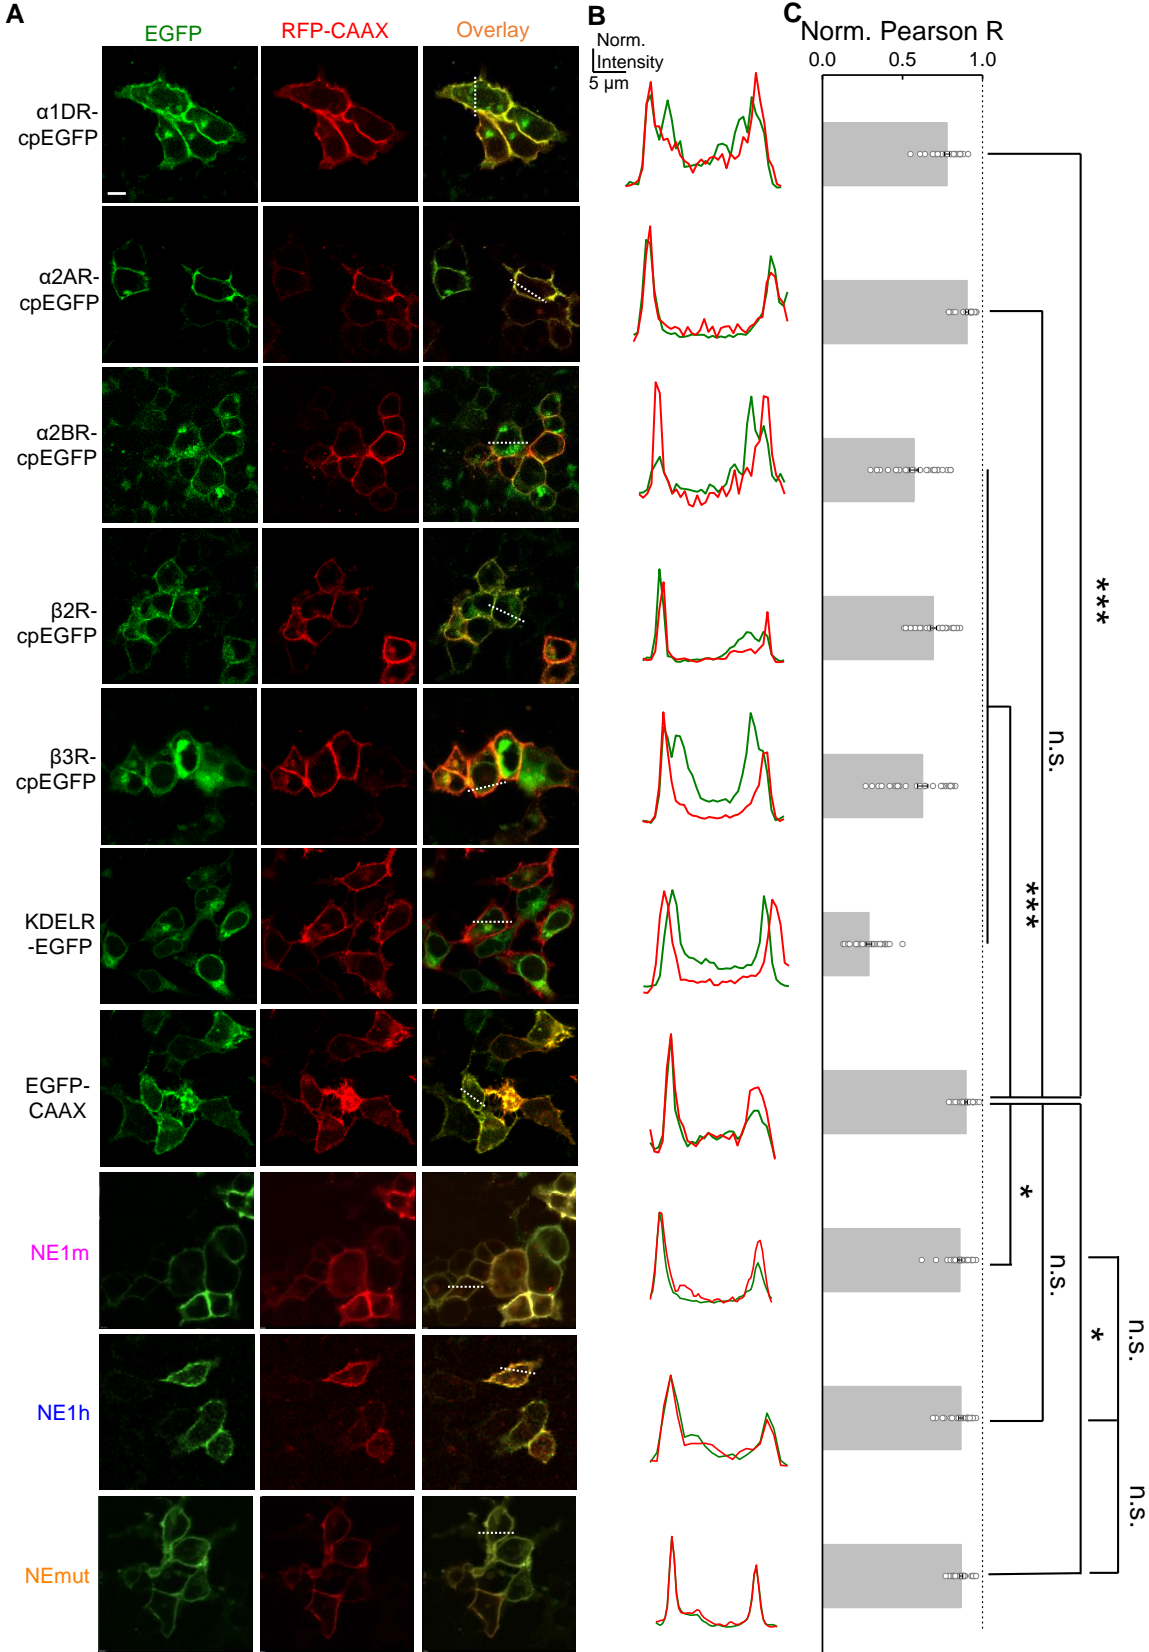 A
B
C
EGFP
RFP-CAAX
Overlay
Norm.
Intensity
5 µm
Norm. Pearson R
0.0
0.5
1.0
α1DR-
cpEGFP
α2AR-
cpEGFP
α2BR-
cpEGFP
β2R-
cpEGFP
β3R-
cpEGFP
KDELR
-EGFP
EGFP-
CAAX
NE1m
NE1h
NEmut
***
n.s.
***
*
n.s.
*
n.s.
n.s.